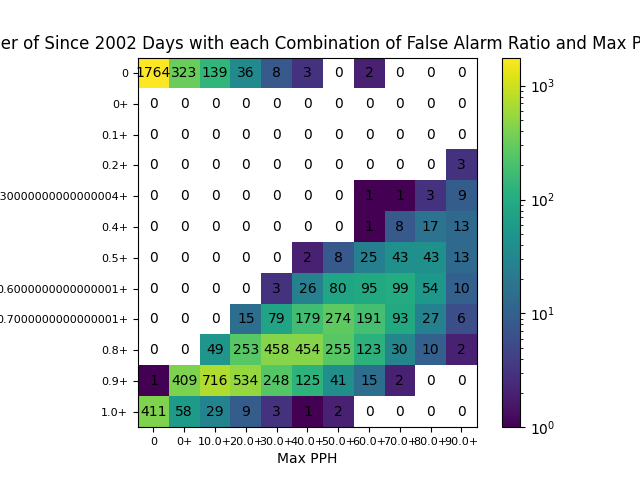 er of Since 2002 Days with each Combination of False Alarm Ratio and Max P
0 1764 323 139 36 8 3 0 2 0 0 0
0+ 0 0 0 0 0 0 0 0 0 0 0
0.1+ 0 0 0 0 0 0 0 0 0 0 0
0.2+ 0 0 0 0 0 0 0 0 0 0 3
30000000000000004+ 0 0 0 0 0 0 0 1 1 3 9
0.4+ 0 0 0 0 0 0 0 1 8 17 13
0.5+ 0 0 0 0 0 2 8 25 43 43 13
0.6000000000000001+ 0 0 0 0 3 26 80 95 99 54 10
0.7000000000000001+ 0 0 0 15 79 179 274 191 93 27 6
0.8+ 0 0 49 253 458 454 255 123 30 10 2
0.9+ 1 409 716 534 248 125 41 15 2 0 0
1.0+ 411 58 29 9 3 1 2 0 0 0 0
0 0+ 10.0+ 20.0+ 30.0+ 40.0+ 50.0+ 60.0+ 70.0+ 80.0+ 90.0+
Max PPH
10³
10²
10¹
10⁰